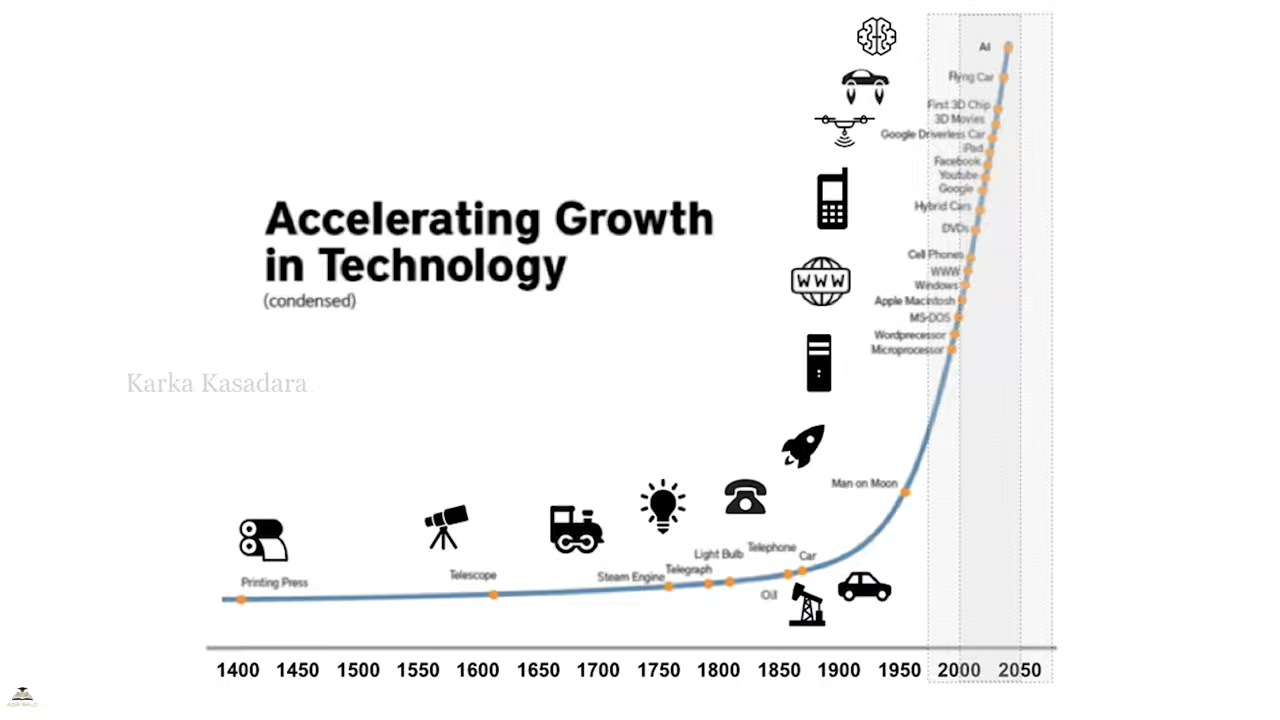 AI
Flying Car
First 3D Chip
3D Movies
Google Driverless Car
iPad
Facebook
Youtube
Google
Hybrid Cars
DVDs
Accelerating Growth
in Technology
(condensed)
Cell Phones
WWW
WWW
Windows
Apple Macintosh
MS-DOS
Wordprecessor
Microprocessor
Karka Kasadara
Man on Moon
Printing Press
Telescope
Steam Engine
Telegraph
Light Bulb
Telephone
Car
Oil
1400 1450 1500 1550 1600 1650 1700 1750 1800 1850 1900 1950 2000 2050